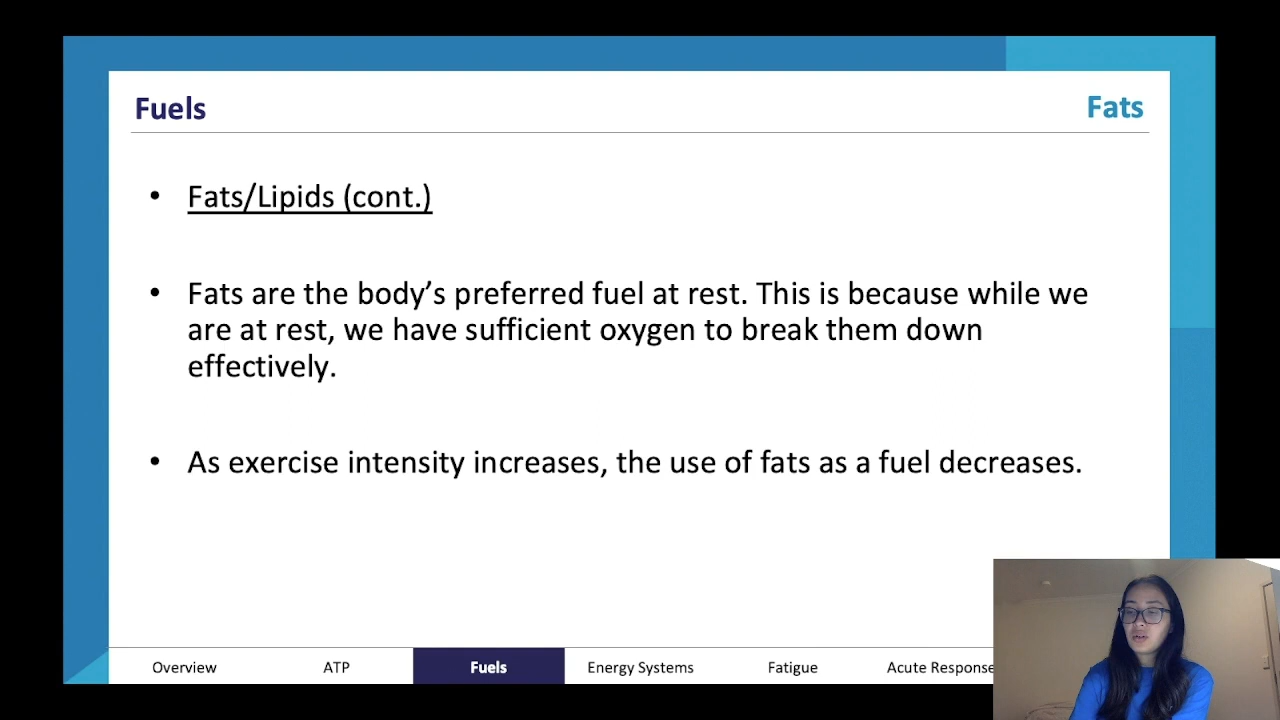 Fuels
Fats
• Fats/Lipids (cont.)
• Fats are the body’s preferred fuel at rest. This is because while we
are at rest, we have sufficient oxygen to break them down
effectively.
• As exercise intensity increases, the use of fats as a fuel decreases.
Overview
ATP
Fuels
Energy Systems
Fatigue
Acute Response